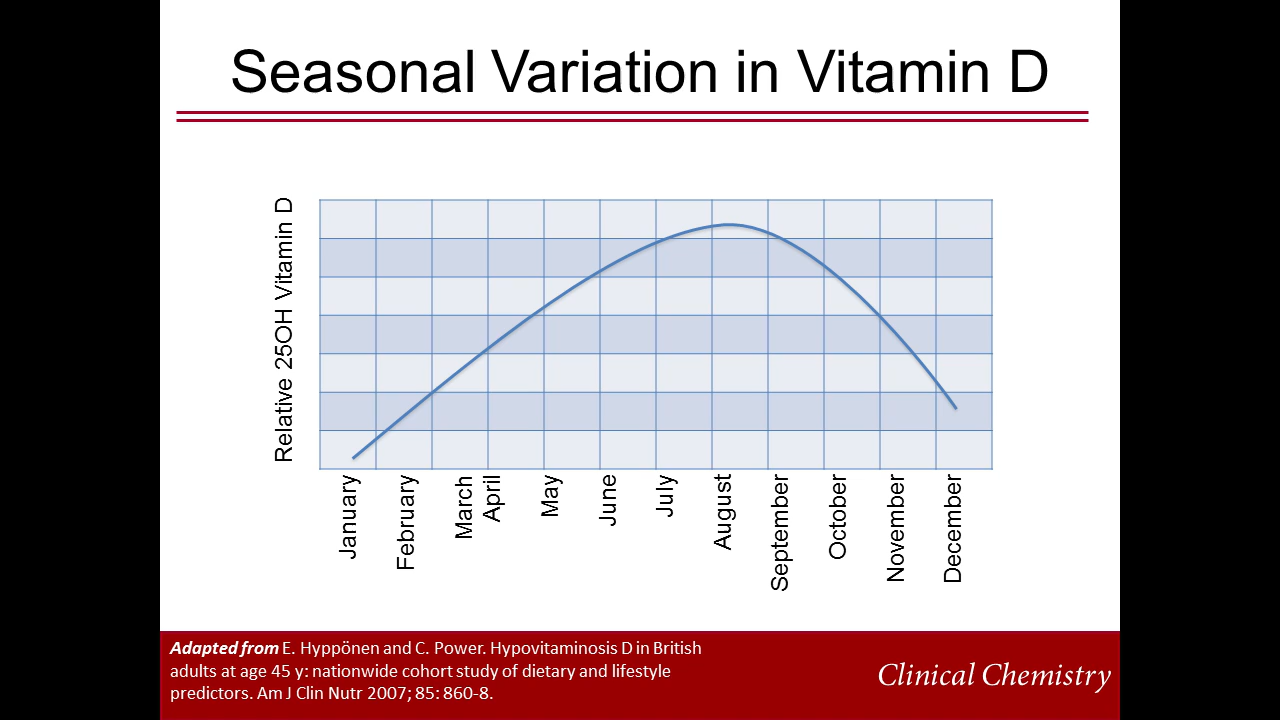 Seasonal Variation in Vitamin D
Relative 25OH Vitamin D
January
February
March
April
May
June
July
August
September
October
November
December
Adapted from E. Hyppönen and C. Power. Hypovitaminosis D in British
adults at age 45 y: nationwide cohort study of dietary and lifestyle
predictors. Am J Clin Nutr 2007; 85: 860-8.
Clinical Chemistry